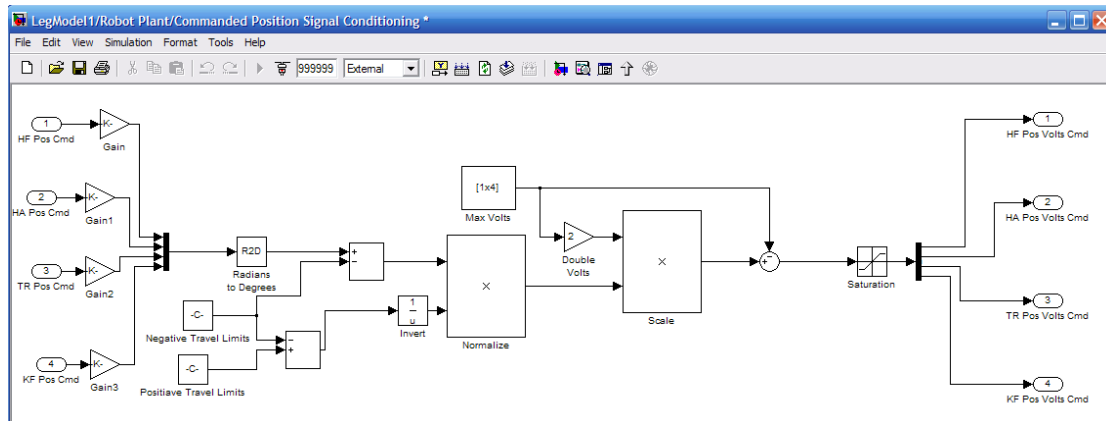 LegModel1/Robot Plant/Commanded Position Signal Conditioning *
File Edit View Simulation Format Tools Help
999999 External
1
HF Pos Cmd
K-
Gain
2
HA Pos Cmd
K-
Gain1
3
TR Pos Cmd
K-
Gain2
4
KF Pos Cmd
K-
Gain3
R2D
Radians
to Degrees
-C-
Negative Travel Limits
-C-
Positiave Travel Limits
+
−
−
+
1
u
Invert
×
Normalize
[1x4]
Max Volts
2
Double
Volts
×
Scale
−
+
Saturation
1
HF Pos Volts Cmd
2
HA Pos Volts Cmd
3
TR Pos Volts Cmd
4
KF Pos Volts Cmd